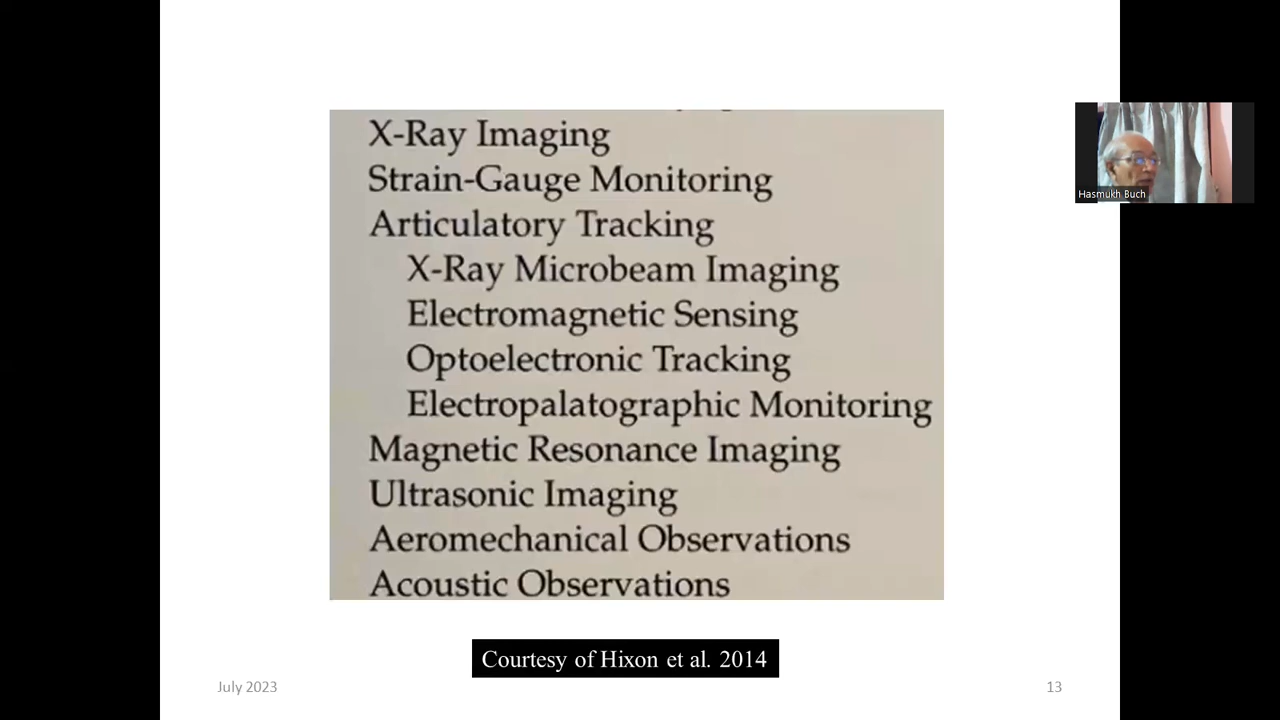 X-Ray Imaging
Strain-Gauge Monitoring
Articulatory Tracking
X-Ray Microbeam Imaging
Electromagnetic Sensing
Optoelectronic Tracking
Electropalatographic Monitoring
Magnetic Resonance Imaging
Ultrasonic Imaging
Aeromechanical Observations
Acoustic Observations
Courtesy of Hixon et al. 2014
July 2023
13
Hasmukh Buch